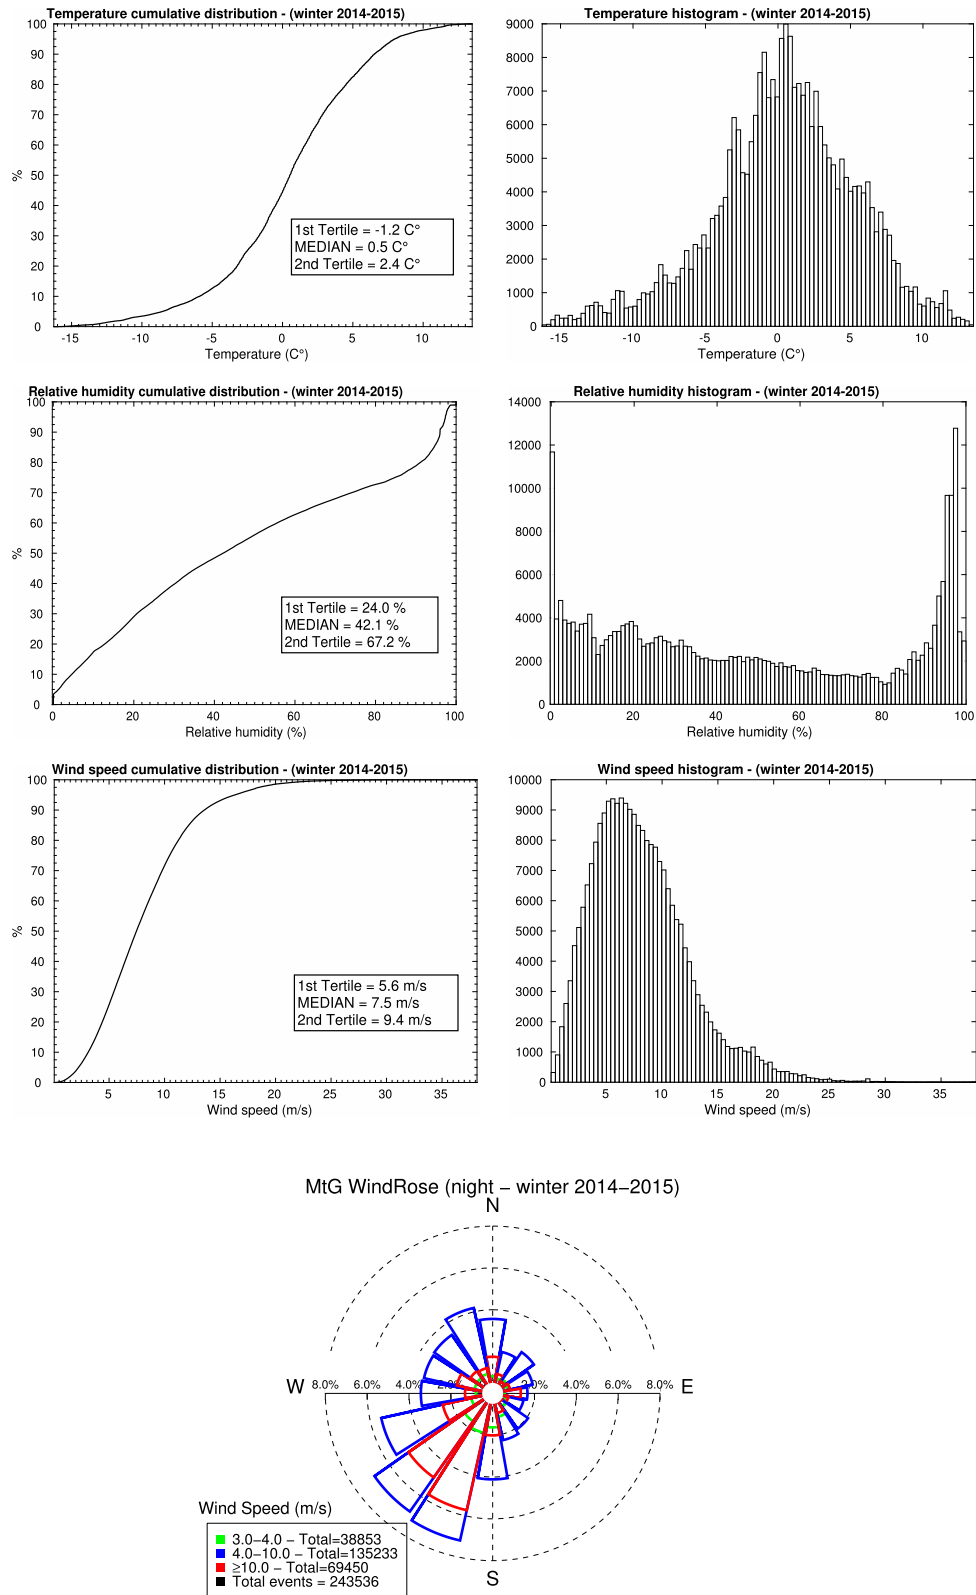 Temperature cumulative distribution - (winter 2014-2015)
100
90
80
70
60
50
40
30
20
10
0
%
1st Tertile = -1.2 C°
MEDIAN = 0.5 C°
2nd Tertile = 2.4 C°
-15 -10 -5 0 5 10
Temperature (C°)
Temperature histogram - (winter 2014-2015)
9000
8000
7000
6000
5000
4000
3000
2000
1000
0
-15 -10 -5 0 5 10
Temperature (C°)
Relative humidity cumulative distribution - (winter 2014-2015)
100
90
80
70
60
50
40
30
20
10
0
%
1st Tertile = 24.0 %
MEDIAN = 42.1 %
2nd Tertile = 67.2 %
0 20 40 60 80 100
Relative humidity (%)
Relative humidity histogram - (winter 2014-2015)
14000
12000
10000
8000
6000
4000
2000
0
0 20 40 60 80 100
Relative humidity (%)
Wind speed cumulative distribution - (winter 2014-2015)
100
90
80
70
60
50
40
30
20
10
0
%
1st Tertile = 5.6 m/s
MEDIAN = 7.5 m/s
2nd Tertile = 9.4 m/s
5 10 15 20 25 30 35
Wind speed (m/s)
Wind speed histogram - (winter 2014-2015)
10000
9000
8000
7000
6000
5000
4000
3000
2000
1000
0
5 10 15 20 25 30 35
Wind speed (m/s)
MtG WindRose (night − winter 2014−2015)
N
W 8.0% 6.0% 4.0% 2.0% 2.0% 4.0% 6.0% 8.0% E
S
Wind Speed (m/s)
3.0−4.0 − Total=38853
4.0−10.0 − Total=135233
≥10.0 − Total=69450
Total events = 243536